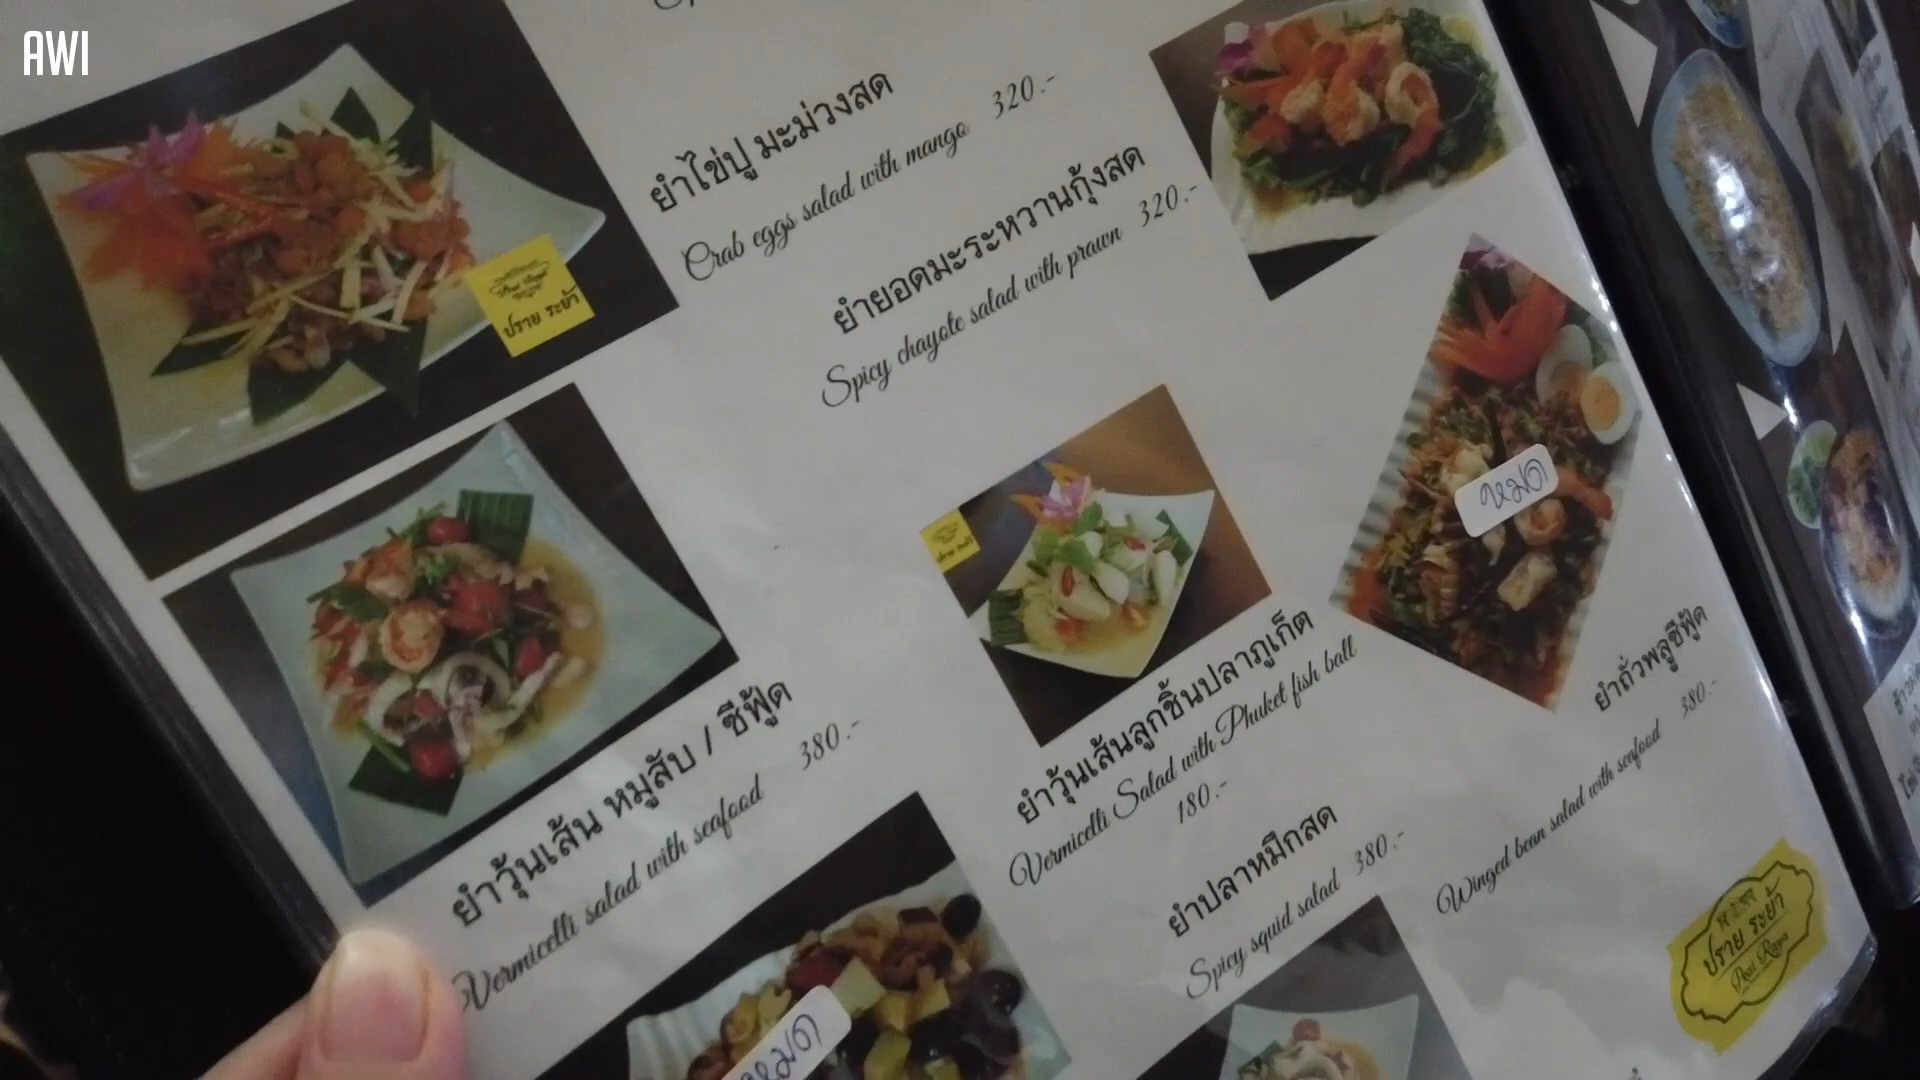 AWI
ยำไข่ปู มะม่วงสด
Crab eggs salad with mango 320.-
ยำยอดมะระหวานกุ้งสด
Spicy chayote salad with prawn 320.-
ปราย ระย้า
หมด
ยำวุ้นเส้น หมูสับ / ซีฟู้ด
Vermicelli salad with seafood 380.-
ยำวุ้นเส้นลูกชิ้นปลาภูเก็ต
Vermicelli Salad with Phuket fish ball
180.-
ยำถั่วพลูซีฟู้ด
Winged bean salad with seafood 380.-
ยำปลาหมึกสด
Spicy squid salad 380.-
หมด
ปราย ระย้า
Prai Raya